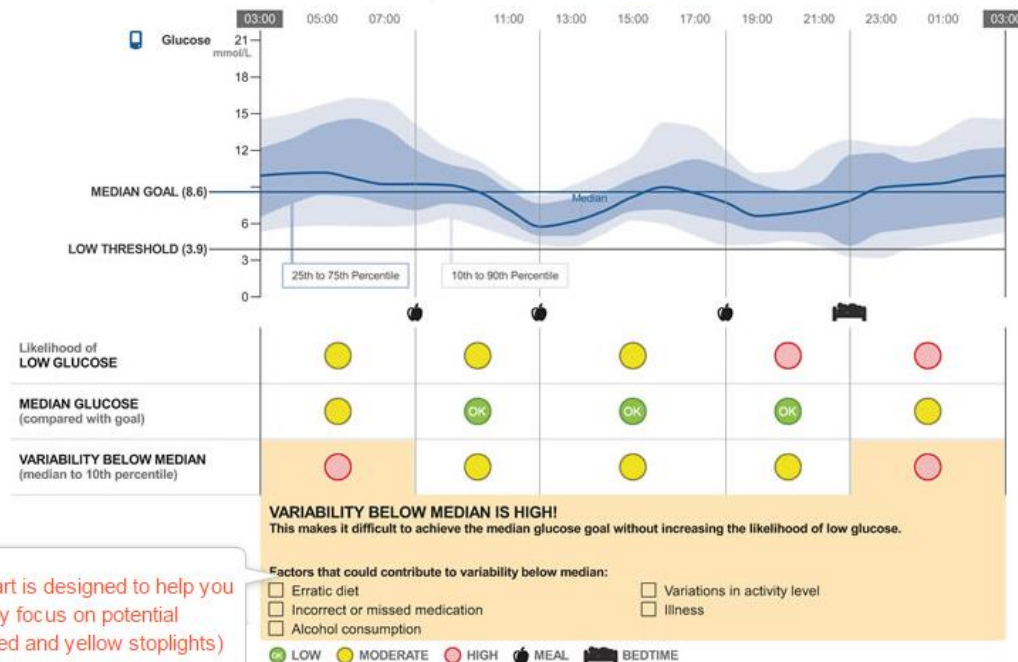 03:00 05:00 07:00 11:00 13:00 15:00 17:00 19:00 21:00 23:00 01:00 03:00
Glucose
mmol/L
21
18
15
12
MEDIAN GOAL (8.6)
Median
6
LOW THRESHOLD (3.9)
3
25th to 75th Percentile
10th to 90th Percentile
0
Likelihood of
LOW GLUCOSE
MEDIAN GLUCOSE
(compared with goal)
OK OK OK
VARIABILITY BELOW MEDIAN
(median to 10th percentile)
VARIABILITY BELOW MEDIAN IS HIGH!
This makes it difficult to achieve the median glucose goal without increasing the likelihood of low glucose.
Factors that could contribute to variability below median:
Erratic diet
Incorrect or missed medication
Alcohol consumption
Variations in activity level
Illness
art is designed to help you
y focus on potential
ed and yellow stoplights)
OK LOW MODERATE HIGH MEAL BEDTIME